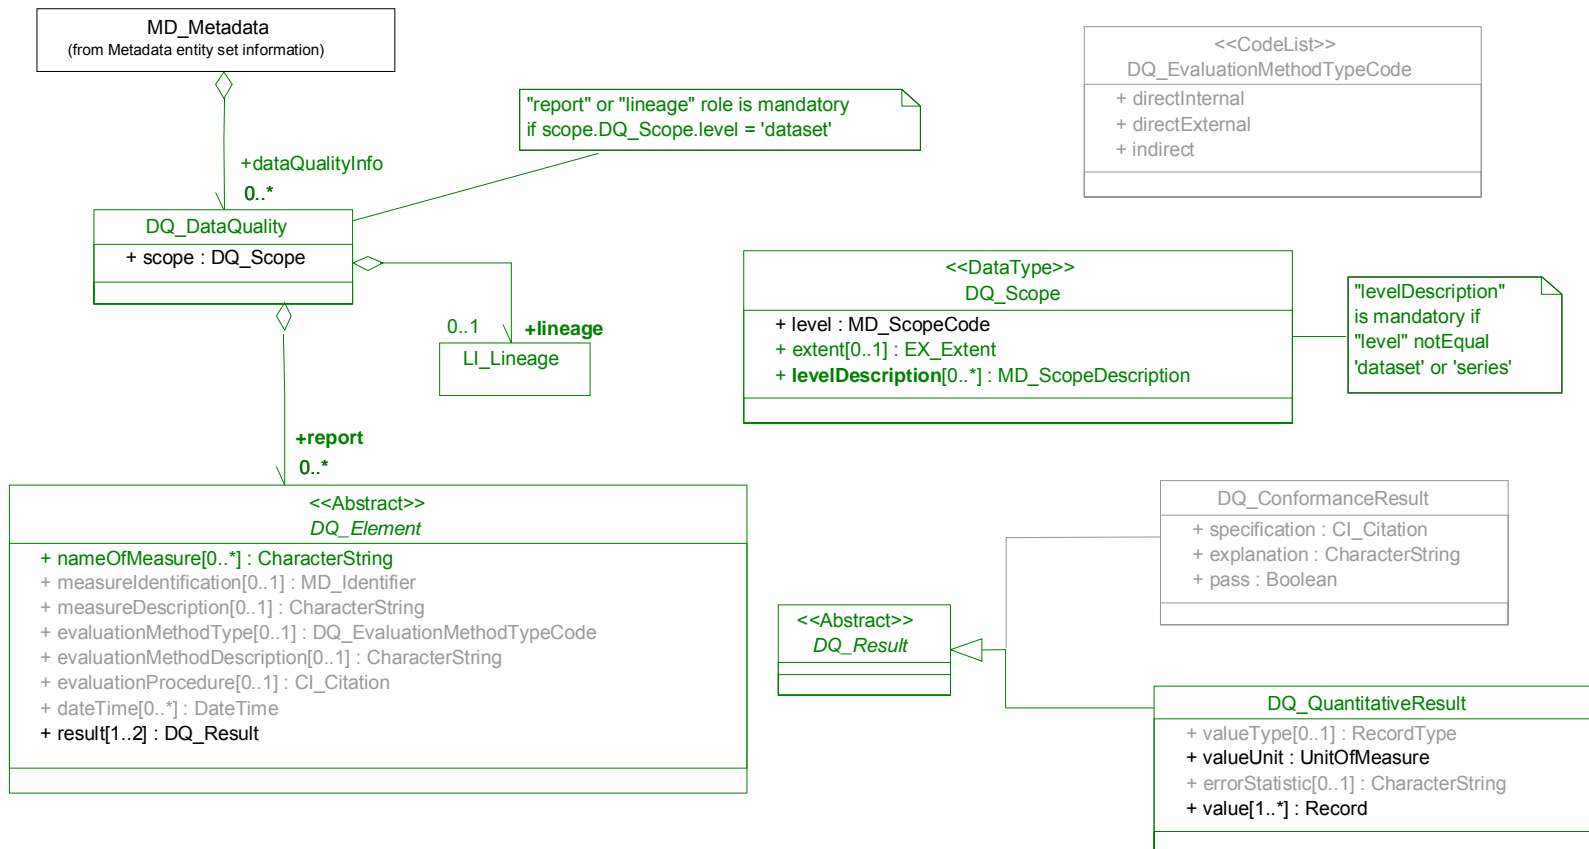 MD_Metadata
(from Metadata entity set information)
<<CodeList>>
DQ_EvaluationMethodTypeCode
+ directInternal
+ directExternal
+ indirect
"report" or "lineage" role is mandatory
if scope.DQ_Scope.level = 'dataset'
+dataQualityInfo
0..*
DQ_DataQuality
+ scope : DQ_Scope
0..1
+lineage
LI_Lineage
<<DataType>>
DQ_Scope
+ level : MD_ScopeCode
+ extent[0..1] : EX_Extent
+ levelDescription[0..*] : MD_ScopeDescription
"levelDescription"
is mandatory if
"level" notEqual
'dataset' or 'series'
+report
0..*
<<Abstract>>
DQ_Element
+ nameOfMeasure[0..*] : CharacterString
+ measureIdentification[0..1] : MD_Identifier
+ measureDescription[0..1] : CharacterString
+ evaluationMethodType[0..1] : DQ_EvaluationMethodTypeCode
+ evaluationMethodDescription[0..1] : CharacterString
+ evaluationProcedure[0..1] : CI_Citation
+ dateTime[0..*] : DateTime
+ result[1..2] : DQ_Result
<<Abstract>>
DQ_Result
DQ_ConformanceResult
+ specification : CI_Citation
+ explanation : CharacterString
+ pass : Boolean
DQ_QuantitativeResult
+ valueType[0..1] : RecordType
+ valueUnit : UnitOfMeasure
+ errorStatistic[0..1] : CharacterString
+ value[1..*] : Record